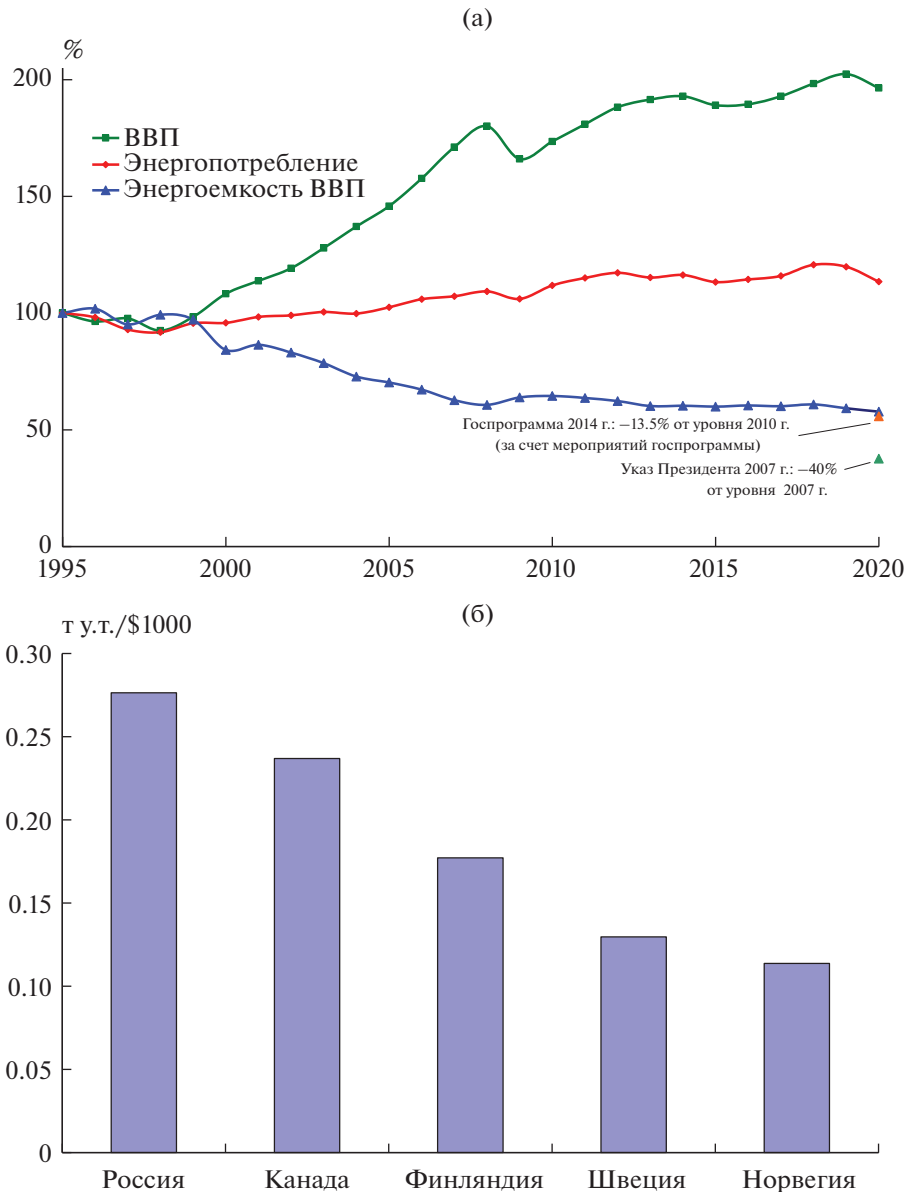 (а)
%
200
150
100
50
0
ВВП
Энергопотребление
Энергоемкость ВВП
Госпрограмма 2014 г.: −13.5% от уровня 2010 г.
(за счет мероприятий госпрограммы)
Указ Президента 2007 г.: −40%
от уровня 2007 г.
1995 2000 2005 2010 2015 2020
(б)
т у.т./$1000
0.30
0.25
0.20
0.15
0.10
0.05
0
Россия Канада Финляндия Швеция Норвегия